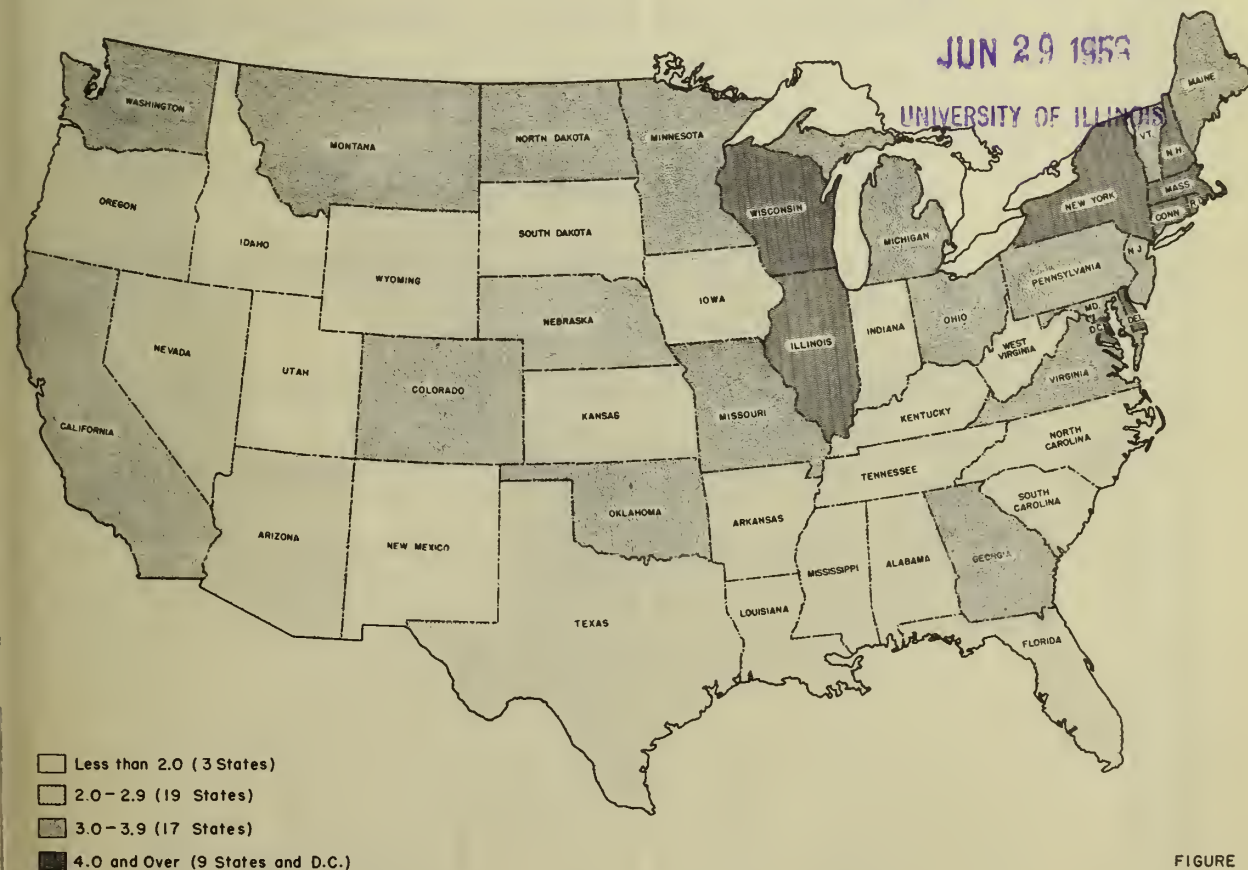 JUN 29 1959
UNIVERSITY OF ILLINOIS
WASHINGTON
MONTANA
NORTH DAKOTA
MINNESOTA
MAINE
VT.
N.H.
OREGON
IDAHO
SOUTH DAKOTA
WISCONSIN
MICHIGAN
NEW YORK
MASS
CONN
R.I.
WYOMING
IOWA
PENNSYLVANIA
N.J.
NEVADA
UTAH
COLORADO
NEBRASKA
ILLINOIS
INDIANA
OHIO
MD.
DEL
D.C.
WEST
VIRGINIA
VIRGINIA
CALIFORNIA
KANSAS
MISSOURI
KENTUCKY
NORTH
CAROLINA
TENNESSEE
SOUTH
CAROLINA
ARIZONA
NEW MEXICO
OKLAHOMA
ARKANSAS
MISSISSIPPI
ALABAMA
GEORGIA
TEXAS
LOUISIANA
FLORIDA
Less than 2.0 (3 States)
2.0-2.9 (19 States)
3.0-3.9 (17 States)
4.0 and Over (9 States and D.C.)
FIGURE